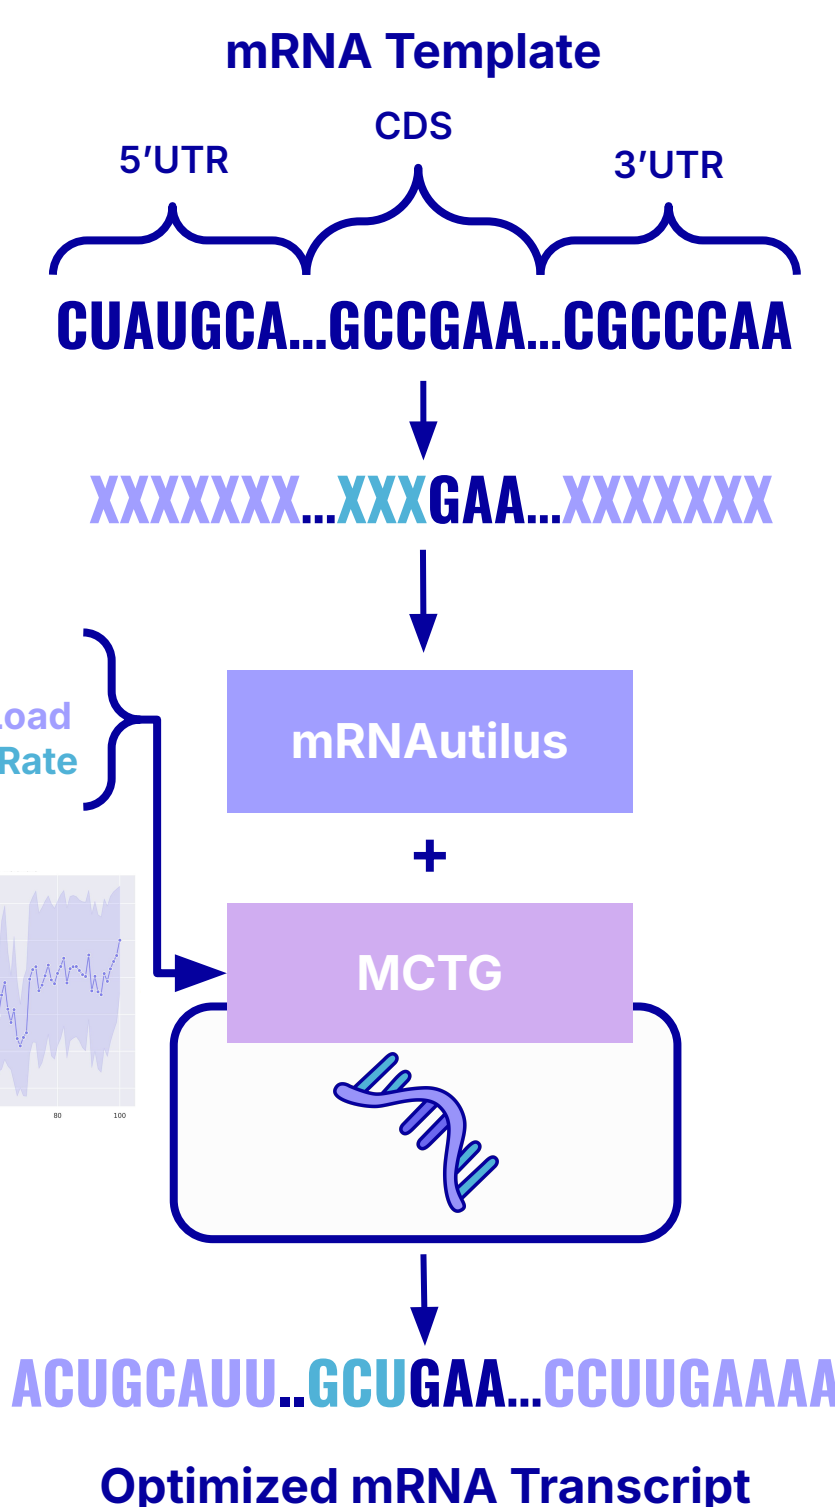 mRNA Template
CDS
5’UTR
3’UTR
CUAUGCA...GCCGAA...CGCCCAA
XXXXXXX...XXXGAA...XXXXXXX
Load
Rate
mRNAutilus
+
MCTG
80 100
ACUGCAUU..GCUGAA...CCUUGAAAA
Optimized mRNA Transcript